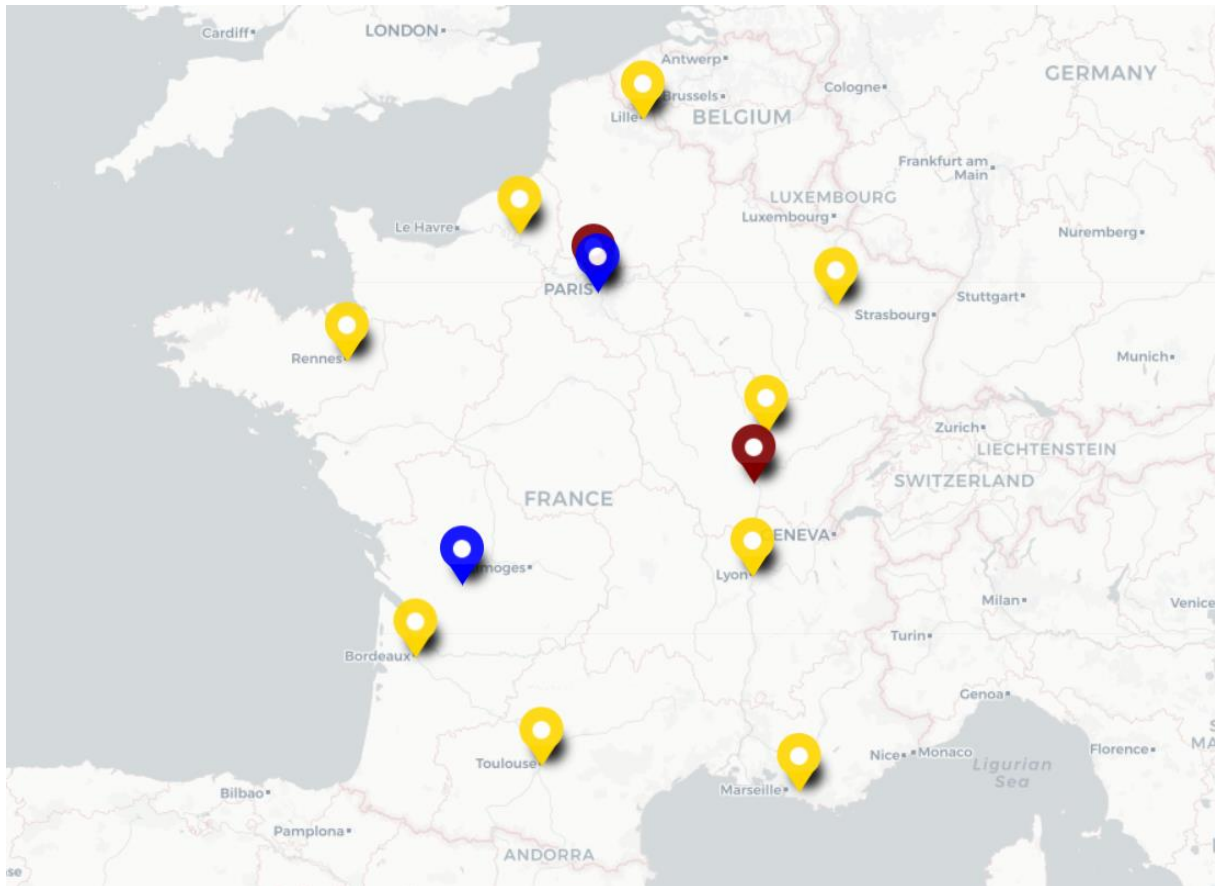 Cardiff
LONDON
Antwerp
Brussels
Lille
BELGIUM
Cologne
GERMANY
Frankfurt am
Main
LUXEMBOURG
Luxembourg
Le Havre
Nuremberg
PARIS
Stuttgart
Strasbourg
Rennes
Munich
Zurich
LIECHTENSTEIN
SWITZERLAND
FRANCE
GENEVA
moges
Lyon
Milan
Venice
Turin
Bordeaux
Genoa
Toulouse
Nice
Monaco
Florence
Ligurian
Sea
Marseille
Bilbao
Pamplona
ANDORRA